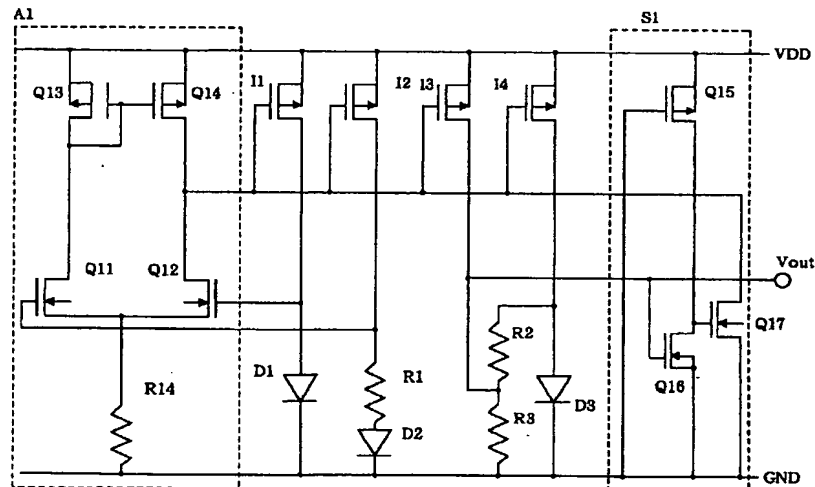 A1
S1
VDD
Q13
Q14
I1
I2
I3
I4
Q15
Q11
Q12
Vout
Q17
Q16
R14
D1
R1
D2
R2
R3
D3
GND